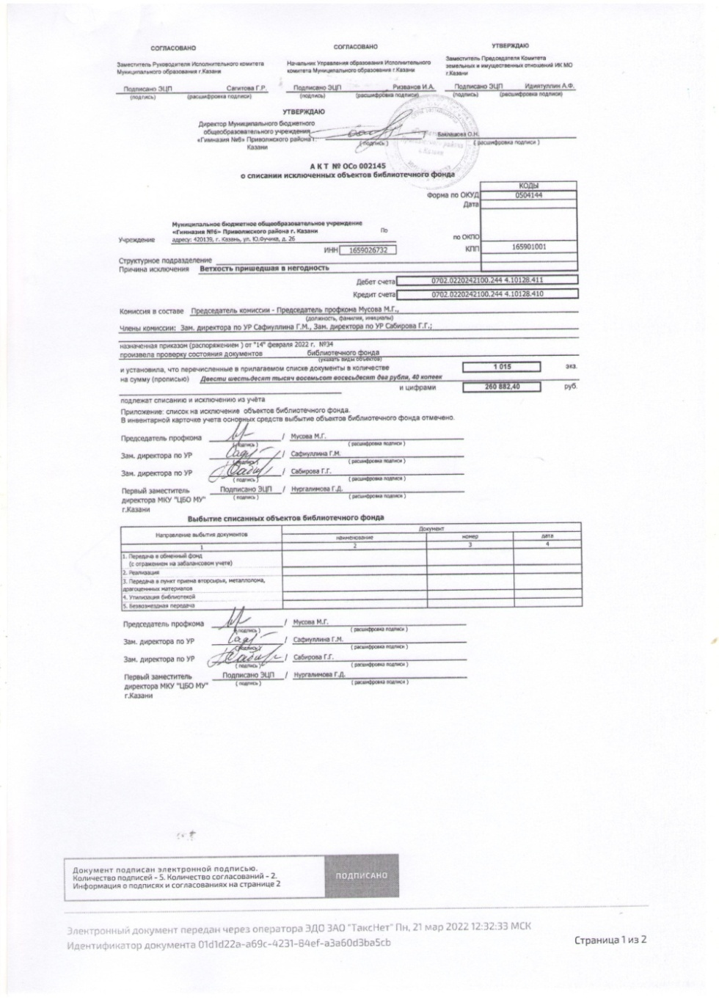 СОГЛАСОВАНО
Заместитель Руководителя Исполнительного комитета
Муниципального образования г.Казани
Подписано ЭЦП Сагитова Г.Р.
(подпись) (расшифровка подписи)
СОГЛАСОВАНО
Начальник Управления образования Исполнительного
комитета Муниципального образования г.Казани
Подписано ЭЦП Ризванов И.А.
(подпись) (расшифровка подписи)
УТВЕРЖДАЮ
Заместитель Председателя Комитета
земельных и имущественных отношений ИК МО
г.Казани
Подписано ЭЦП Идиятуллин А.Ф.
(подпись) (расшифровка подписи)
УТВЕРЖДАЮ
Директор Муниципального бюджетного
общеобразовательного учреждения
«Гимназия №6» Приволжского района г.
Казани
Баклашова О.Н.
( подпись ) ( расшифровка подписи )
А К Т № ОСо 002145
о списании исключенных объектов библиотечного фонда
КОДЫ
Форма по ОКУД 0504144
Дата
Муниципальное бюджетное общеобразовательное учреждение
«Гимназия №6» Приволжского района г. Казани По
Учреждение адресу: 420139, г. Казань, ул. Ю.Фучика, д. 26
по ОКПО
ИНН 1659026732 КПП 165901001
Структурное подразделение
Причина исключения Ветхость пришедшая в негодность
Дебет счета 0702.0220242100.244 4.10128.411
Кредит счета 0702.0220242100.244 4.10128.410
Комиссия в составе Председатель комиссии - Председатель профкома Мусова М.Г.,
(должность, фамилия, инициалы)
Члены комиссии: Зам. директора по УР Сафиуллина Г.М., Зам. директора по УР Сабирова Г.Г.;
назначенная приказом (распоряжением ) от "14" февраля 2022 г. №34
произвела проверку состояния документов библиотечного фонда
(указать виды объектов)
и установила, что перечисленные в прилагаемом списке документы в количестве 1 015 экз.
на сумму (прописью) Двести шестьдесят тысяч восемьсот восемьдесят два рубля, 40 копеек
и цифрами 260 882,40 руб.
подлежат списанию и исключению из учёта
Приложение: список на исключение объектов библиотечного фонда.
В инвентарной карточке учета основных средств выбытие объектов библиотечного фонда отмечено.
Председатель профкома / Мусова М.Г.
( подпись ) ( расшифровка подписи )
Зам. директора по УР / Сафиуллина Г.М.
( подпись ) ( расшифровка подписи )
Зам. директора по УР / Сабирова Г.Г.
( подпись ) ( расшифровка подписи )
Первый заместитель Подписано ЭЦП / Нургалимова Г.Д.
директора МКУ "ЦБО МУ" ( подпись ) ( расшифровка подписи )
г.Казани
Выбытие списанных объектов библиотечного фонда
Направление выбытия документов Документ
наименование номер дата
1 2 3 4
1. Передача в обменный фонд
(с отражением на забалансовом учете)
2. Реализация
3. Передача в пункт приема вторсырья, металлолома,
драгоценных материалов
4. Утилизация библиотекой
5. Безвозмездная передача
Председатель профкома / Мусова М.Г.
( подпись ) ( расшифровка подписи )
Зам. директора по УР / Сафиуллина Г.М.
( подпись ) ( расшифровка подписи )
Зам. директора по УР / Сабирова Г.Г.
( подпись ) ( расшифровка подписи )
Первый заместитель Подписано ЭЦП / Нургалимова Г.Д.
директора МКУ "ЦБО МУ" ( подпись ) ( расшифровка подписи )
г.Казани
Документ подписан электронной подписью.
Количество подписей - 5. Количество согласований - 2.
Информация о подписях и согласованиях на странице 2
ПОДПИСАНО
Электронный документ передан через оператора ЭДО ЗАО "ТаксНет" Пн, 21 мар 2022 12:32:33 МСК
Идентификатор документа 01d1d22a-a69c-4231-84ef-a3a60d3ba5cb
Страница 1 из 2